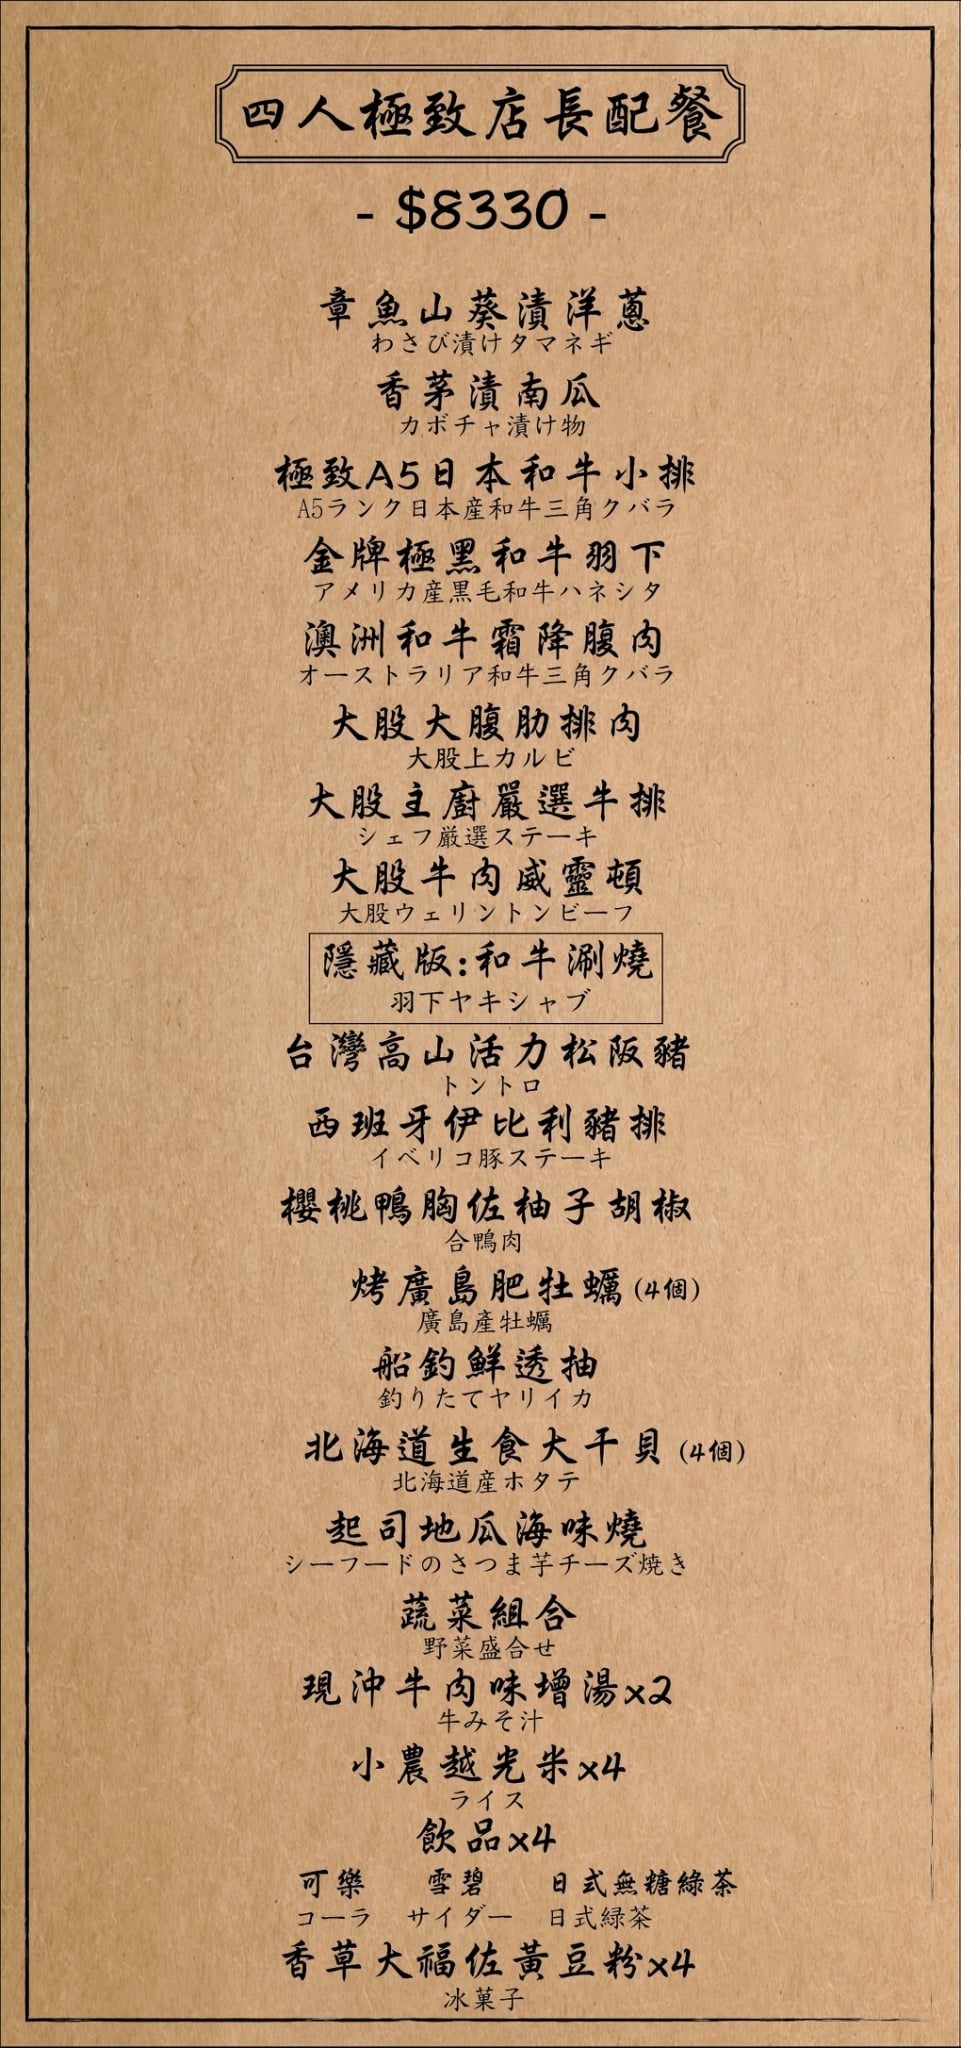 四人極致店長配餐
- $8330 -
章魚山葵漬洋蔥
わさび漬けタマネギ
香茅漬南瓜
カボチャ漬け物
極致A5日本和牛小排
A5ランク日本産和牛三角クバラ
金牌極黑和牛羽下
アメリカ産黒毛和牛ハネシタ
澳洲和牛霜降腹肉
オーストラリア和牛三角クバラ
大股大腹肋排肉
大股上カルビ
大股主廚嚴選牛排
シェフ厳選ステーキ
大股牛肉威靈頓
大股ウェリントンビーフ
隱藏版:和牛涮燒
羽下ヤキシャブ
台灣高山活力松阪豬
トントロ
西班牙伊比利豬排
イベリコ豚ステーキ
櫻桃鴨胸佐柚子胡椒
合鴨肉
烤廣島肥牡蠣(4個)
廣島産牡蠣
船釣鮮透抽
釣りたてヤリイカ
北海道生食大干貝(4個)
北海道産ホタテ
起司地瓜海味燒
シーフードのさつま芋チーズ焼き
蔬菜組合
野菜盛合せ
現沖牛肉味增湯x2
牛みそ汁
小農越光米x4
ライス
飲品x4
可樂 雪碧 日式無糖綠茶
コーラ サイダー 日式緑茶
香草大福佐黃豆粉x4
冰菓子